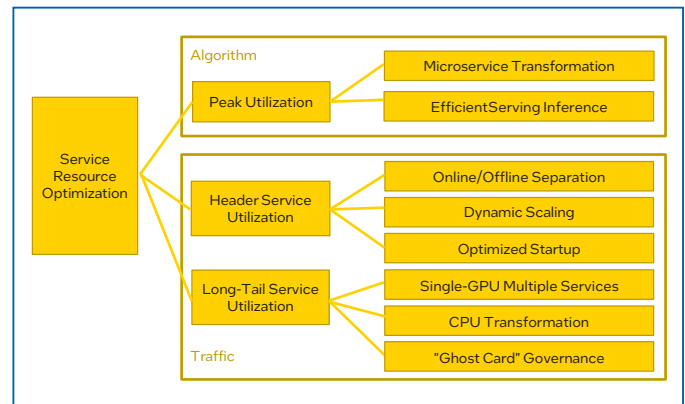 Algorithm
Microservice Transformation
Peak Utilization
EfficientServing Inference
Service
Resource
Optimization
Online/Offline Separation
Header Service
Utilization
Dynamic Scaling
Optimized Startup
Long-Tail Service
Utilization
Single-GPU Multiple Services
CPU Transformation
"Ghost Card" Governance
Traffic